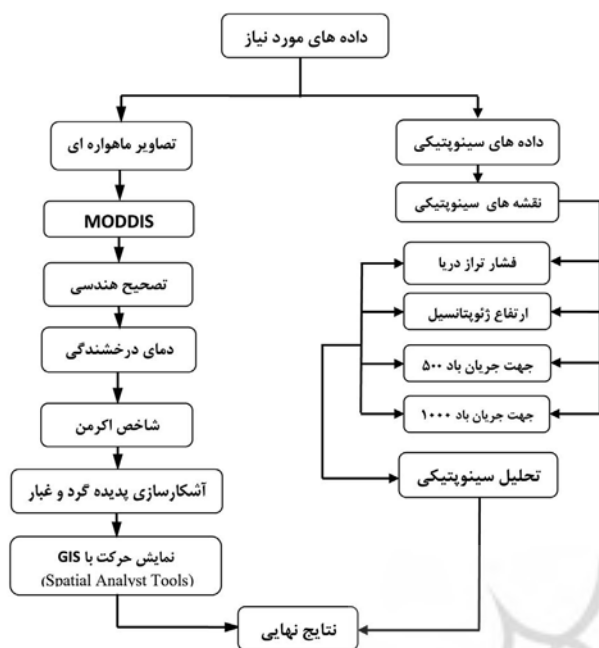 داده های مورد نیاز
داده های سینوپتیکی
نقشه های سینوپتیکی
فشار تراز دریا
ارتفاع ژئوپتانسیل
جهت جریان باد ۵۰۰
جهت جریان باد ۱۰۰۰
تحلیل سینوپتیکی
تصاویر ماهواره ای
MODDIS
تصحیح هندسی
دمای درخشندگی
شاخص اکرمن
آشکارسازی پدیده گرد و غبار
نمایش حرکت با GIS
(Spatial Analyst Tools)
نتایج نهایی